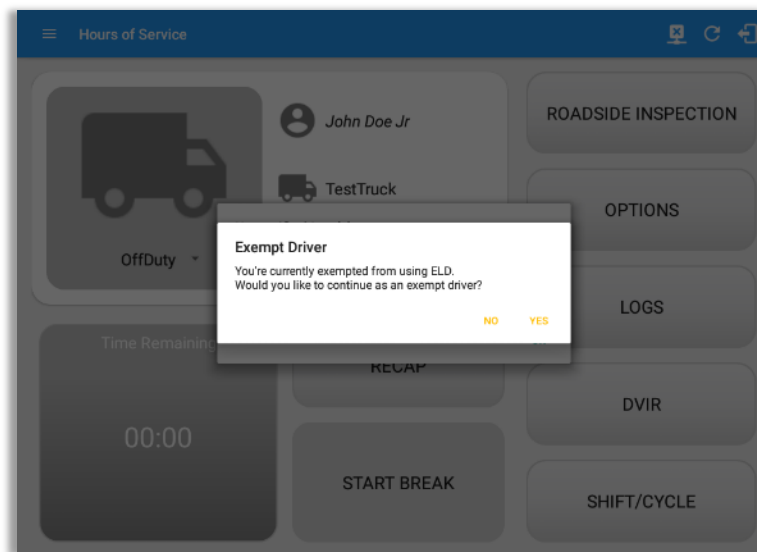 Hours of Service
John Doe Jr
TestTruck
OffDuty
Exempt Driver
You're currently exempted from using ELD.
Would you like to continue as an exempt driver?
NO YES
Time Remaining
00:00
RECAP
START BREAK
ROADSIDE INSPECTION
OPTIONS
LOGS
DVIR
SHIFT/CYCLE